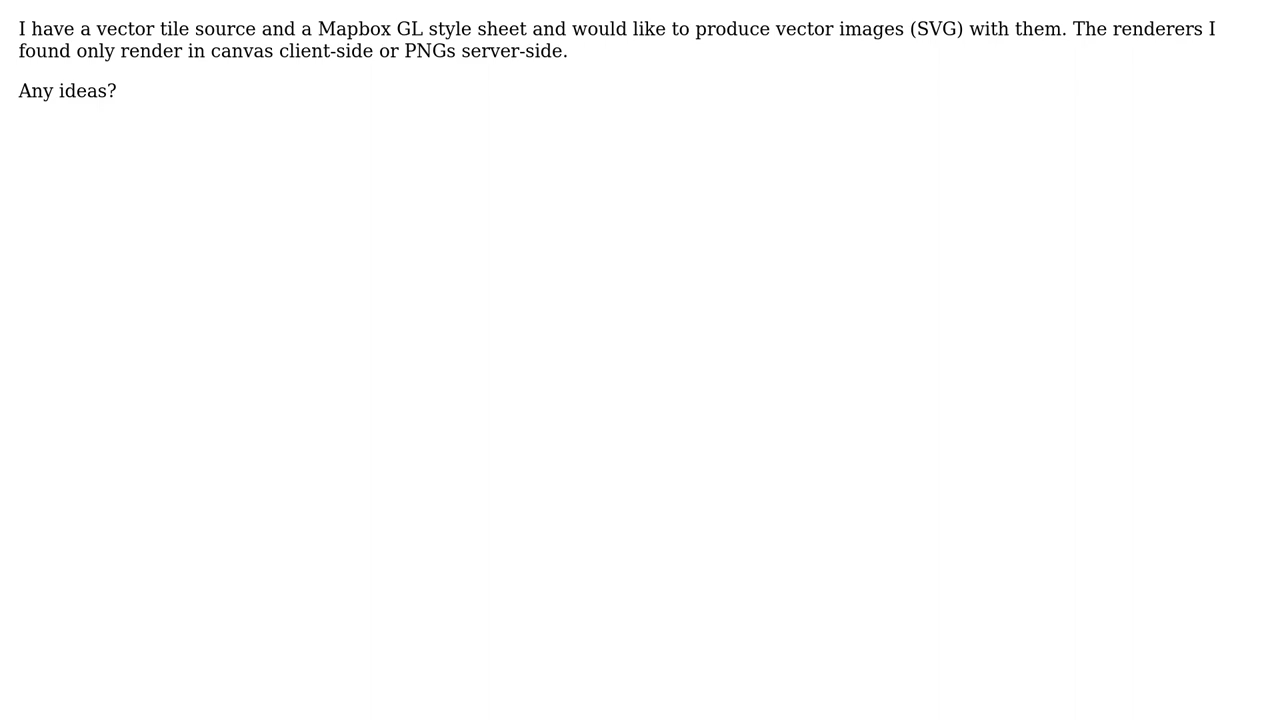 I have a vector tile source and a Mapbox GL style sheet and would like to produce vector images (SVG) with them. The renderers I
found only render in canvas client-side or PNGs server-side.
Any ideas?